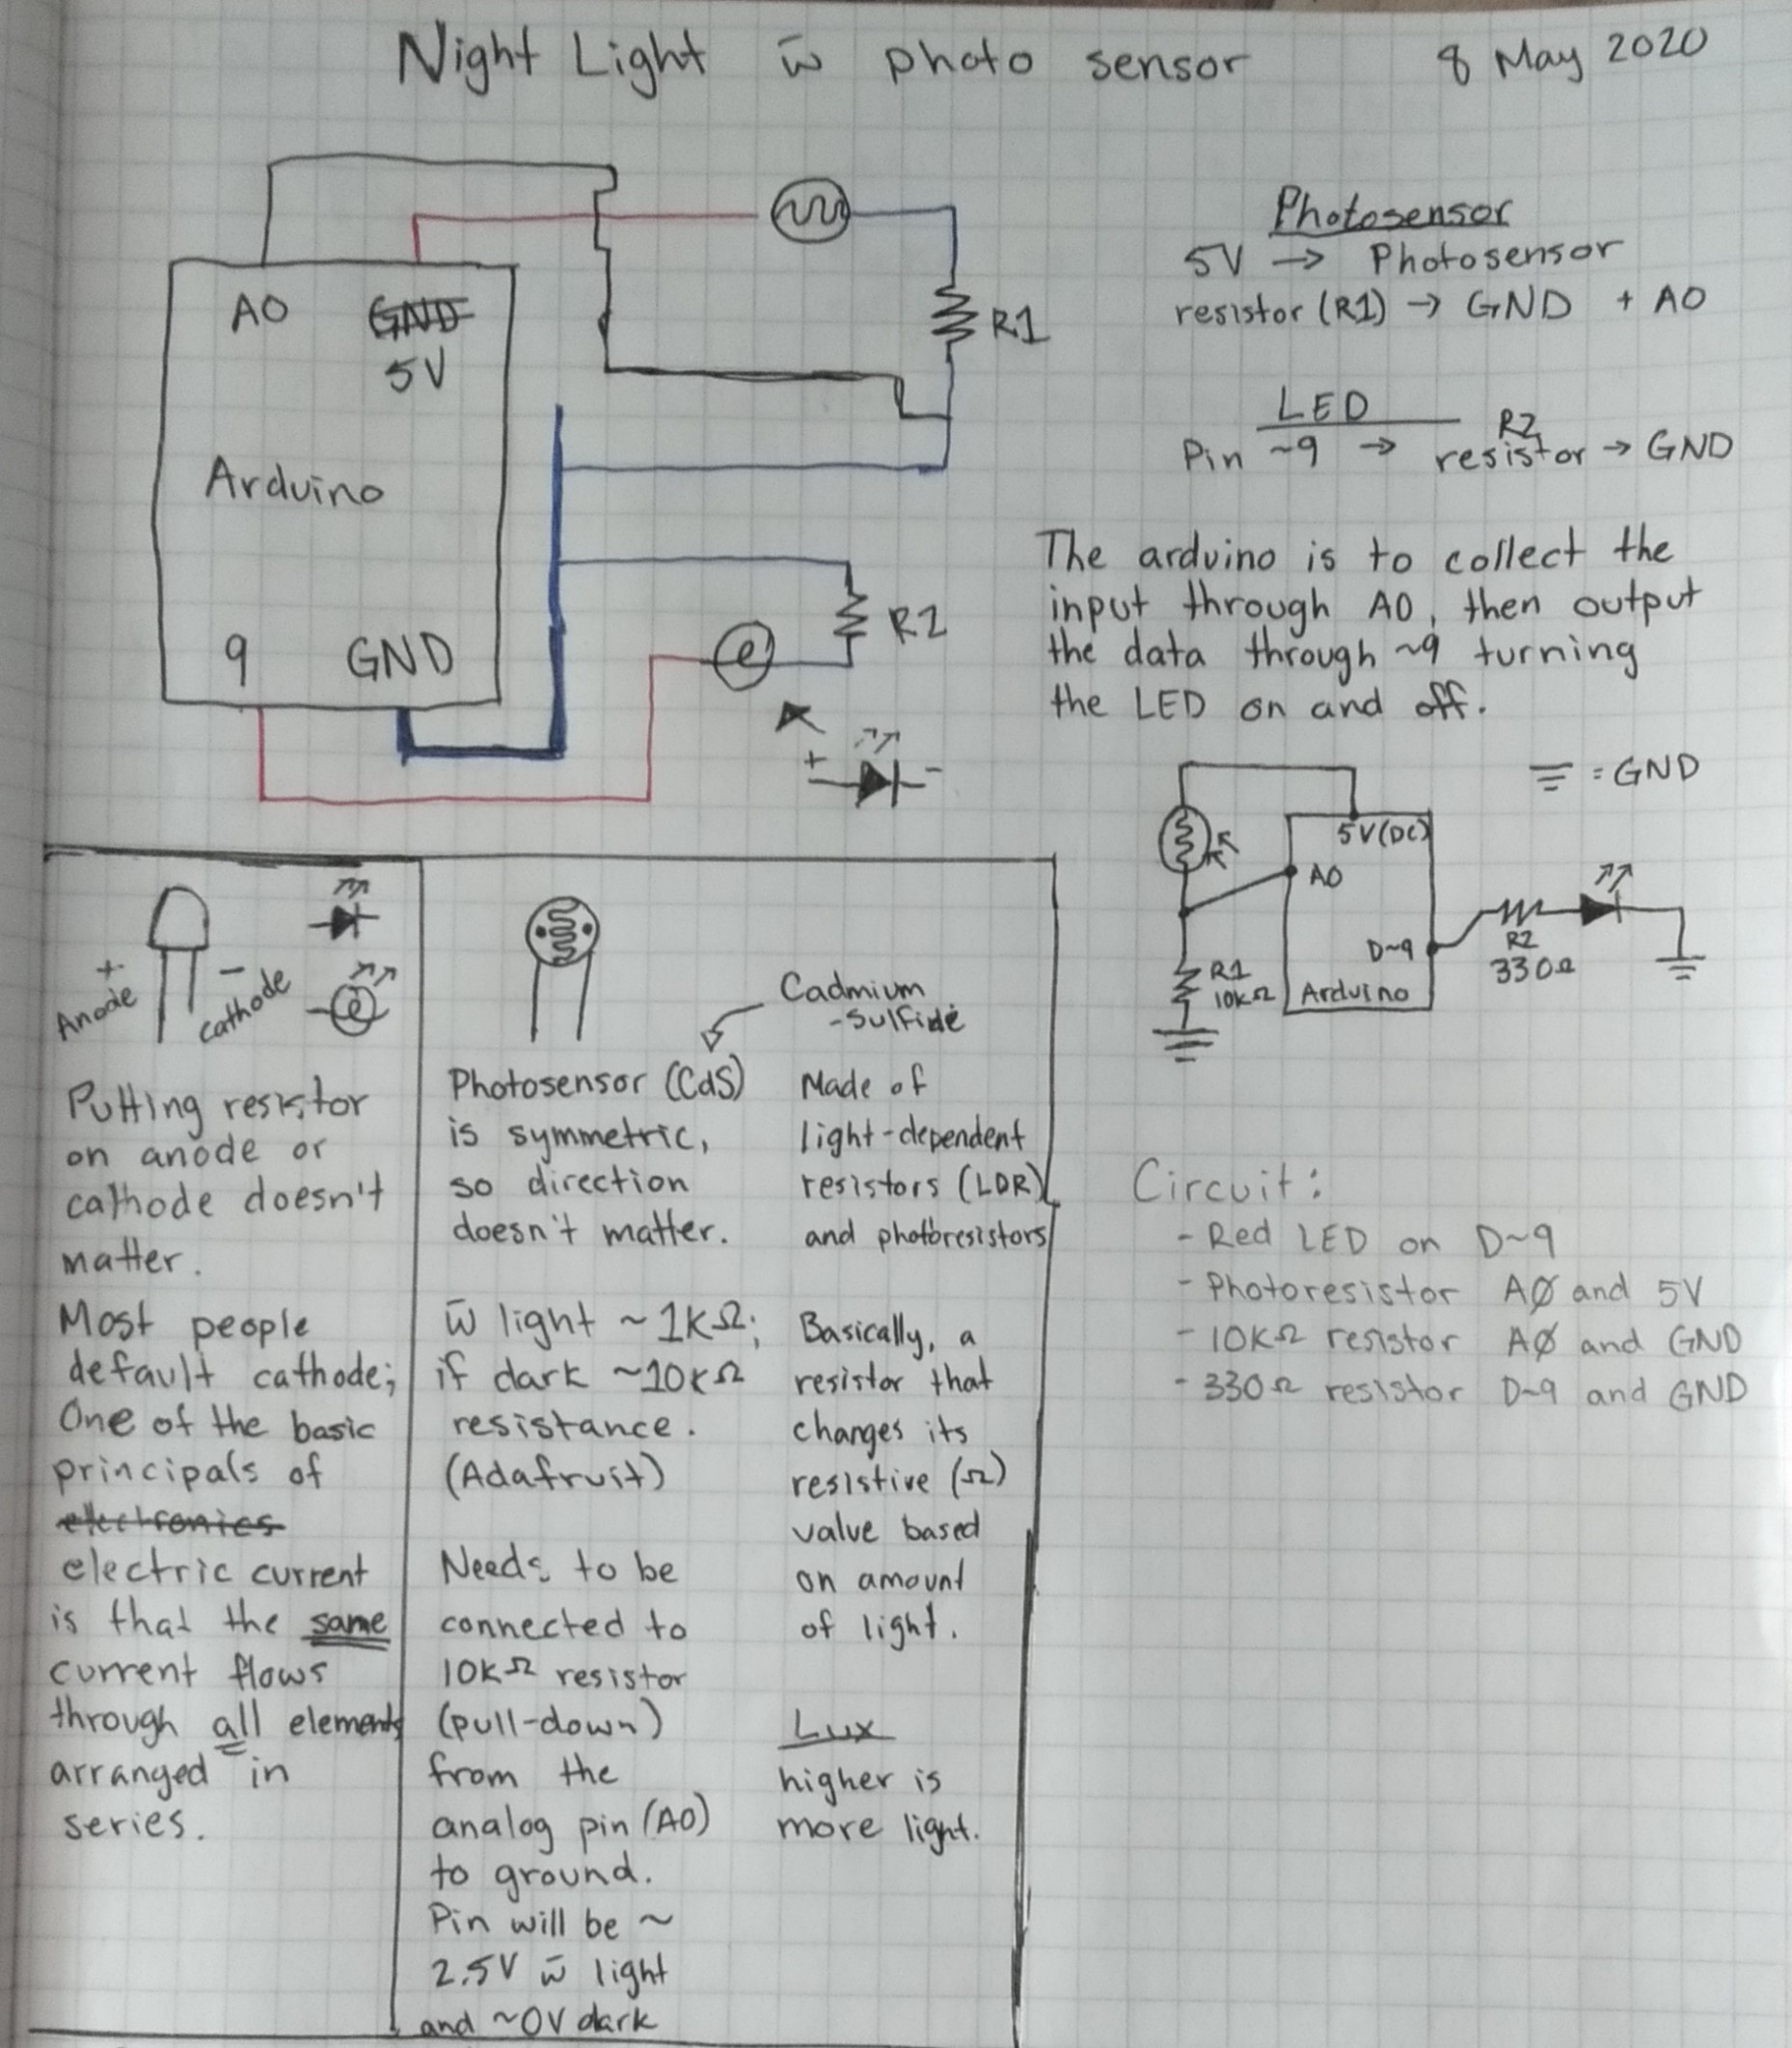 Night Light w̄ photo sensor
8 May 2020
A0
GND
5V
Arduino
9
GND
R1
R2
+
-
Photosensor
5V → Photosensor
resistor (R1) → GND + A0
LED
R2
Pin ~9 → resistor → GND
The arduino is to collect the
input through A0, then output
the data through ~9 turning
the LED on and off.
= GND
5V(DC)
A0
D~9
Arduino
R1
10KΩ
R2
330Ω
+
Anode
-
cathode
Putting resistor
on anode or
cathode doesn't
matter.
Most people
default cathode;
One of the basic
principals of
electronics
electric current
is that the same
current flows
through all elements
arranged in
series.
Cadmium
-Sulfide
Photosensor (CdS)
is symmetric,
so direction
doesn't matter.
w̄ light ~1KΩ;
if dark ~10KΩ
resistance.
(Adafruit)
Needs to be
connected to
10KΩ resistor
(pull-down)
from the
analog pin (A0)
to ground.
Pin will be ~
2.5V w̄ light
and ~0V dark
Made of
light-dependent
resistors (LDR)
and photoresistors
Basically, a
resistor that
changes its
resistive (Ω)
value based
on amount
of light.
Lux
higher is
more light.
Circuit:
- Red LED on D~9
- Photoresistor AØ and 5V
- 10KΩ resistor AØ and GND
- 330Ω resistor D~9 and GND